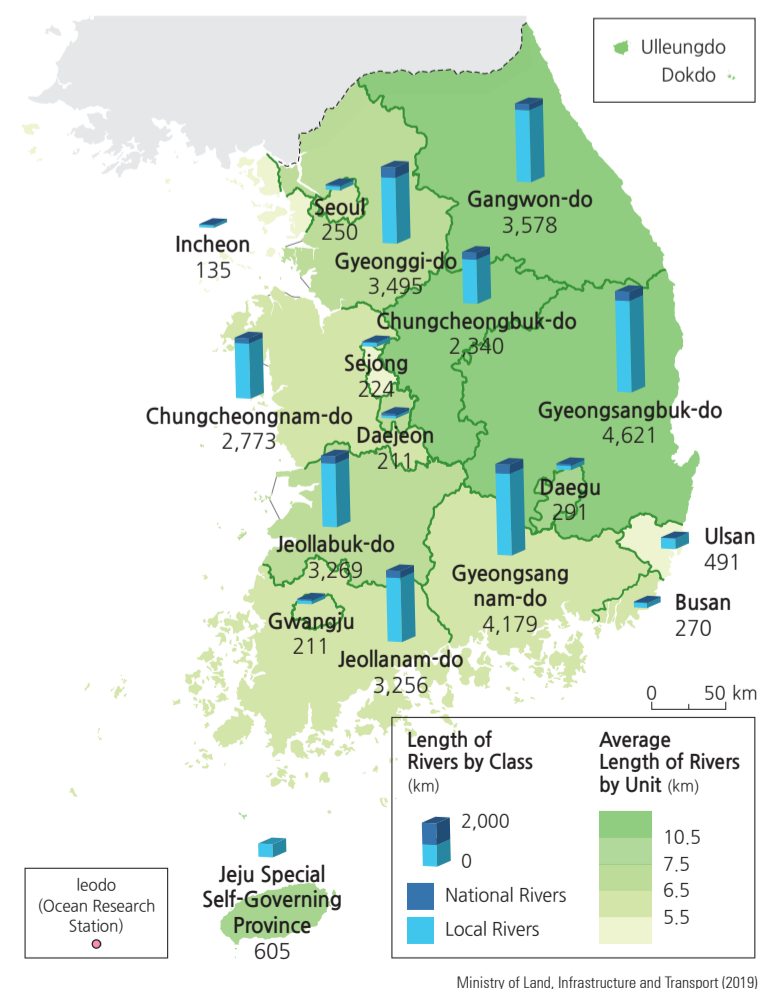 Ulleungdo
Dokdo
Gangwon-do
3,578
Seoul
250
Incheon
135
Gyeonggi-do
3,495
Chungcheongbuk-do
2,340
Sejong
224
Chungcheongnam-do
2,773
Daejeon
211
Gyeongsangbuk-do
4,621
Daegu
291
Jeollabuk-do
3,269
Ulsan
491
Gyeongsang
nam-do
4,179
Busan
270
Gwangju
211
Jeollanam-do
3,256
0 50 km
Length of
Rivers by Class
(km)
2,000
0
National Rivers
Local Rivers
Average
Length of Rivers
by Unit (km)
10.5
7.5
6.5
5.5
Jeju Special
Self-Governing
Province
605
Ieodo
(Ocean Research
Station)
Ministry of Land, Infrastructure and Transport (2019)